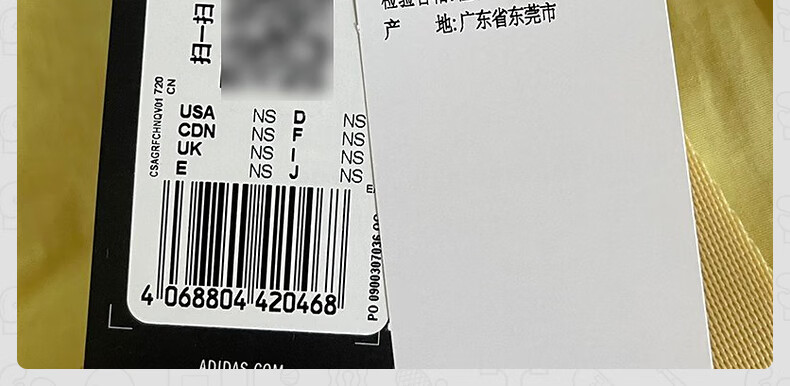 扫一扫
产 地:广东省东莞市
CSAGRFCHNQV01 720
CN
USA NS D NS
CDN NS F NS
UK NS I NS
E NS J NS
4 068804 420468
PO 0900307036
ADIDAS.COM